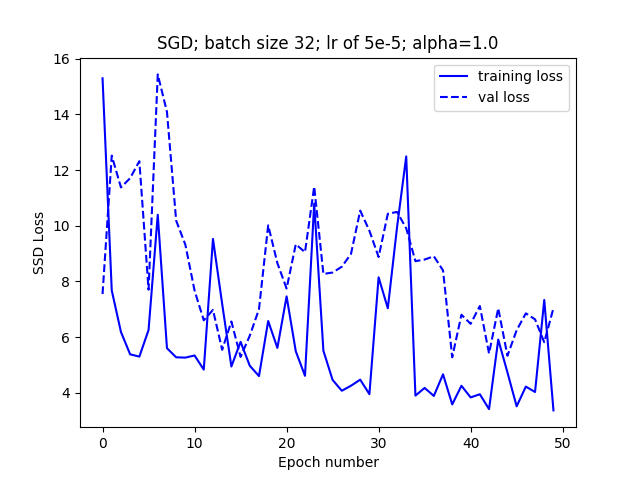 SGD; batch size 32; lr of 5e-5; alpha=1.0
training loss
val loss
SSD Loss
16
14
12
10
8
6
4
0 10 20 30 40 50
Epoch number